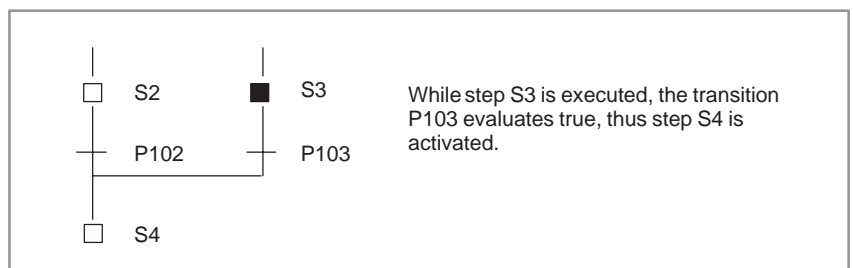 S2
S3
While step S3 is executed, the transition
P103 evaluates true, thus step S4 is
activated.
P102
P103
S4